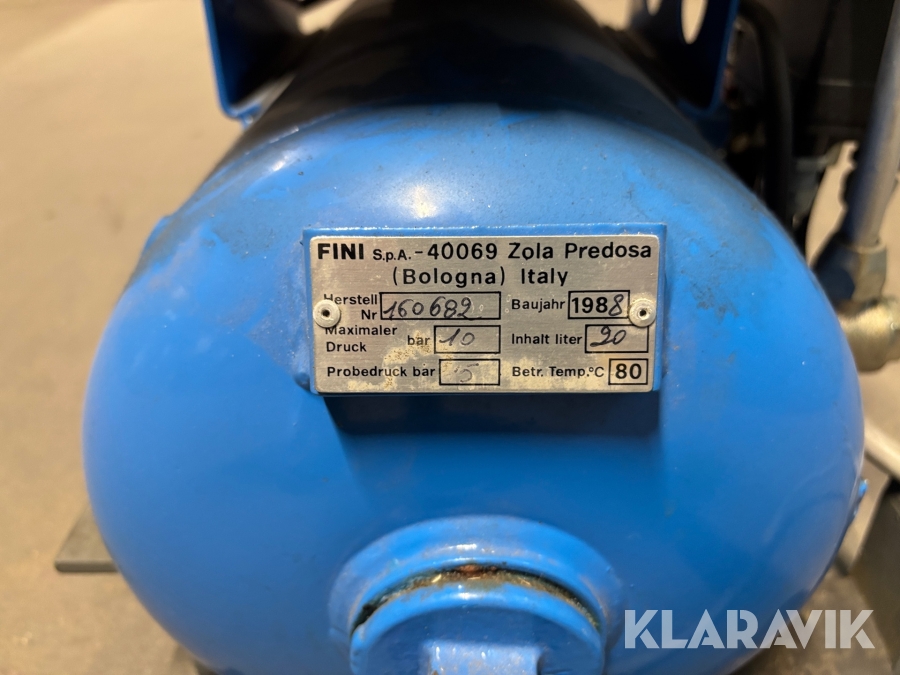 FINI S.p.A. - 40069 Zola Predosa
(Bologna) Italy
Herstell Nr 160682 Baujahr 1988
Maximaler Druck bar 10 Inhalt liter 20
Probedruck bar Betr. Temp.°C 80
KLARAVIK